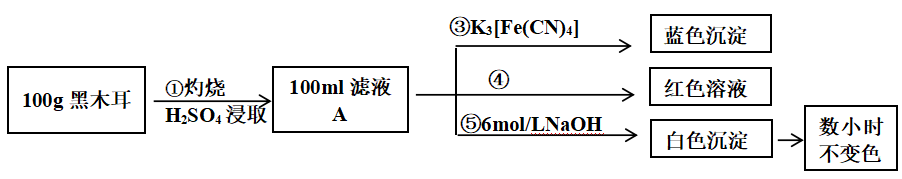 100g 黑木耳
①灼烧
H₂SO₄ 浸取
100ml 滤液
A
③K₃[Fe(CN)₄]
蓝色沉淀
④
红色溶液
⑤6mol/LNaOH
白色沉淀
数小时
不变色